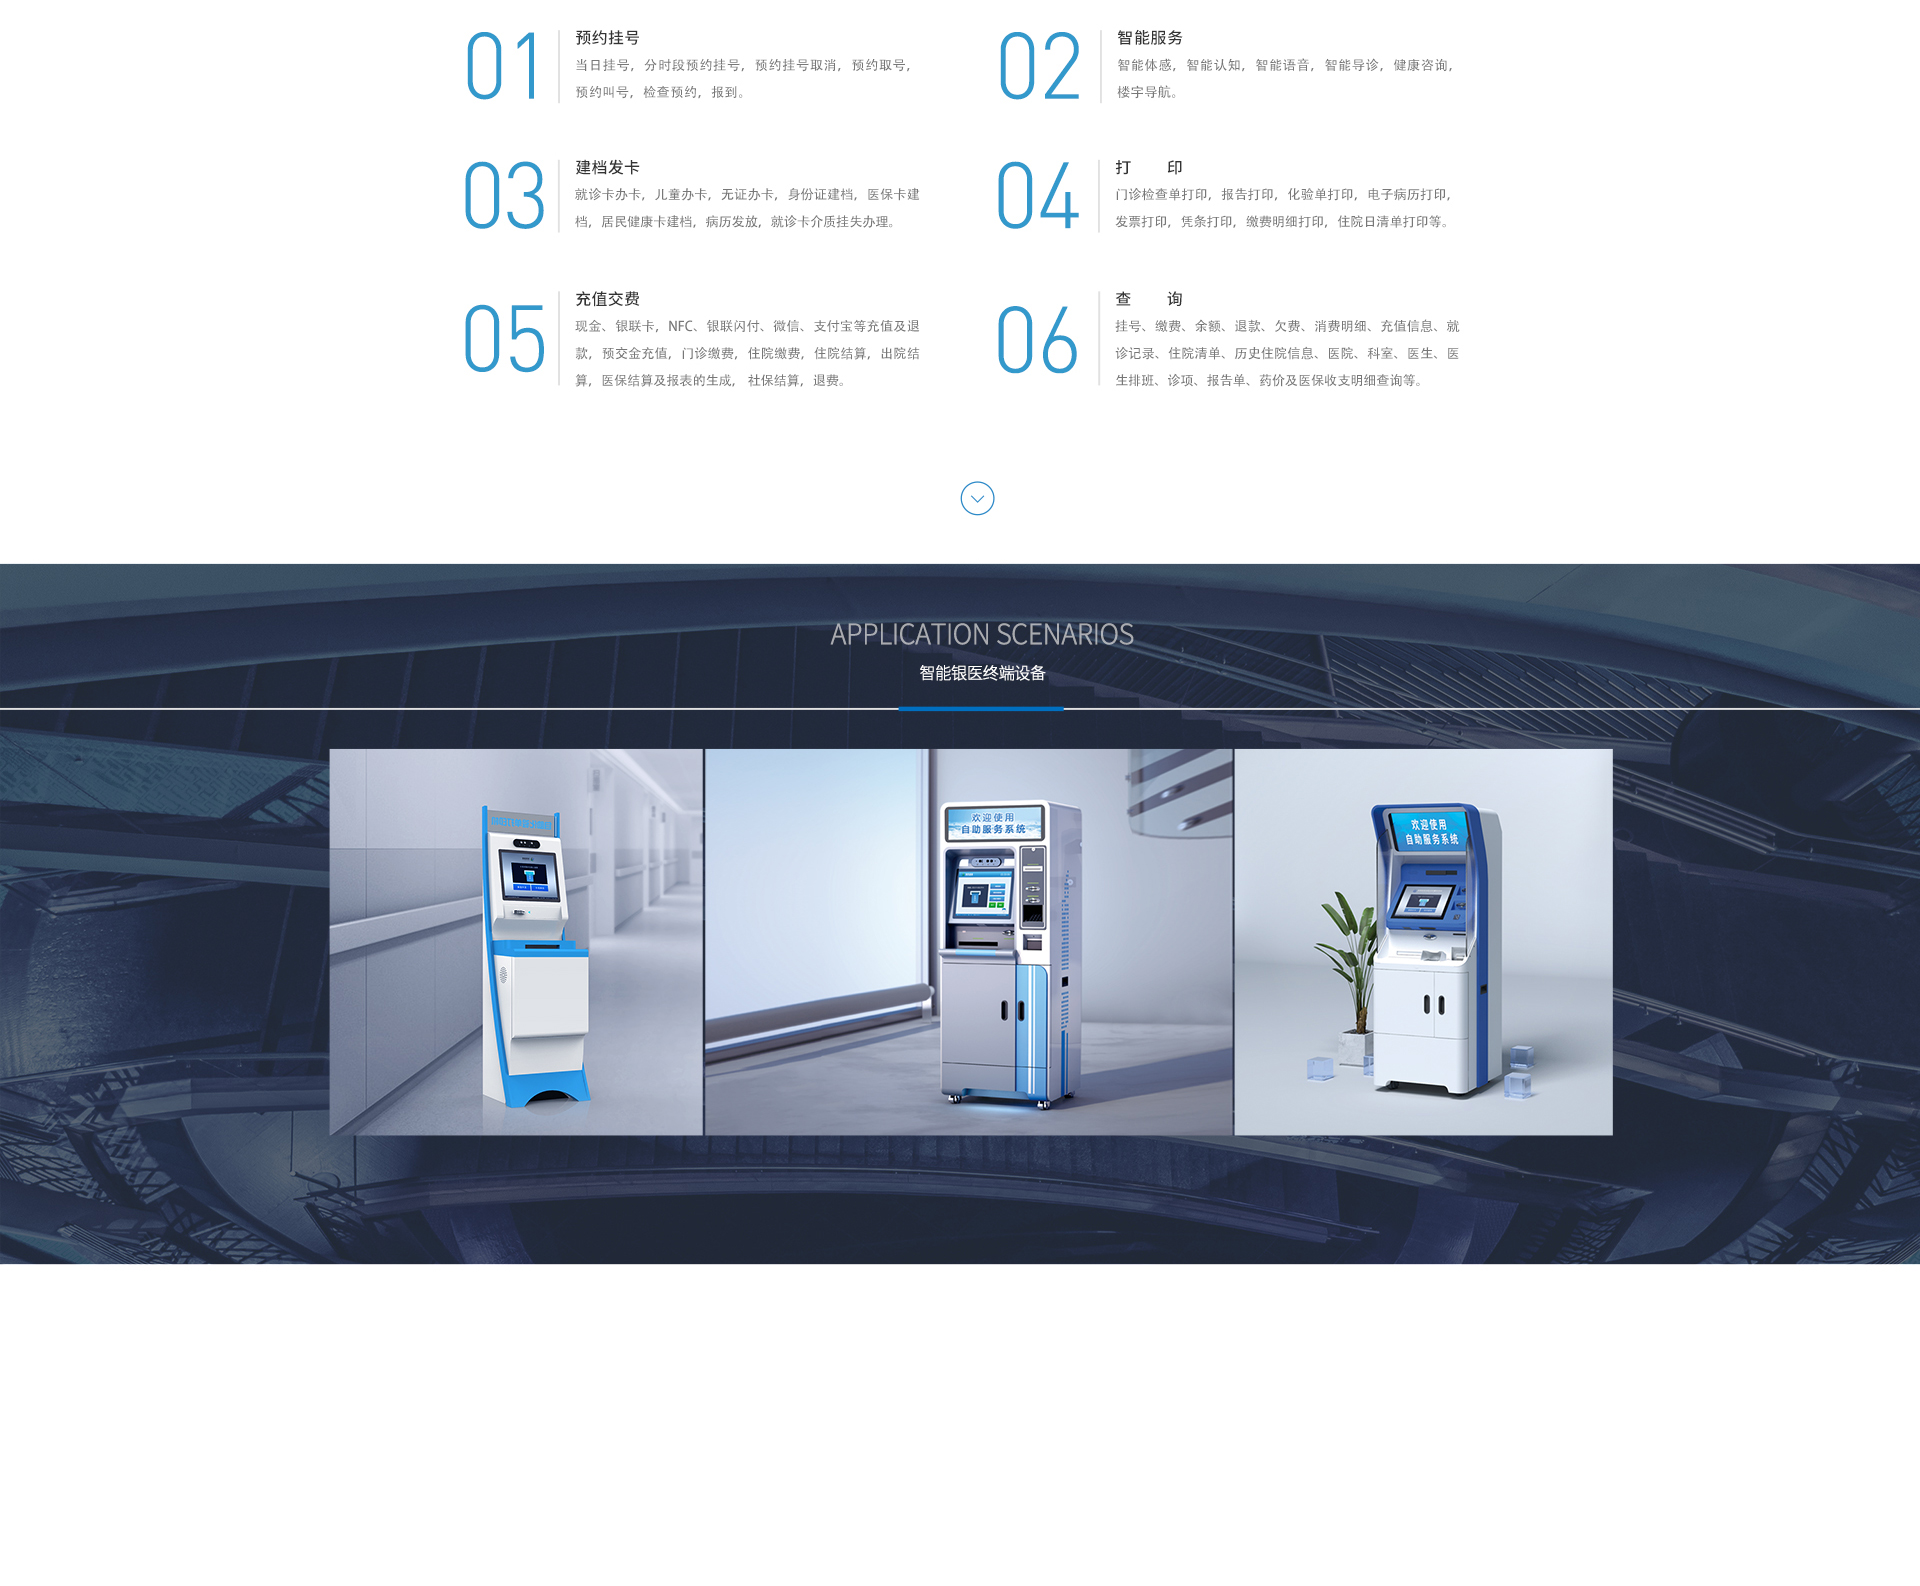 01
预约挂号
当日挂号，分时段预约挂号，预约挂号取消，预约取号，
预约叫号，检查预约，报到。
02
智能服务
智能体感，智能认知，智能语音，智能导诊，健康咨询，
楼宇导航。
03
建档发卡
就诊卡办卡，儿童办卡，无证办卡，身份证建档，医保卡建
档，居民健康卡建档，病历发放，就诊卡介质挂失办理。
04
打 印
门诊检查单打印，报告打印，化验单打印，电子病历打印，
发票打印，凭条打印，缴费明细打印，住院日清单打印等。
05
充值交费
现金、银联卡，NFC、银联闪付、微信、支付宝等充值及退
款，预交金充值，门诊缴费，住院缴费，住院结算，出院结
算，医保结算及报表的生成， 社保结算，退费。
06
查 询
挂号、缴费、余额、退款、欠费、消费明细、充值信息、就
诊记录、住院清单、历史住院信息、医院、科室、医生、医
生排班、诊项、报告单、药价及医保收支明细查询等。
APPLICATION SCENARIOS
智能银医终端设备
欢迎使用
自助服务系统
欢迎使用
自助服务系统